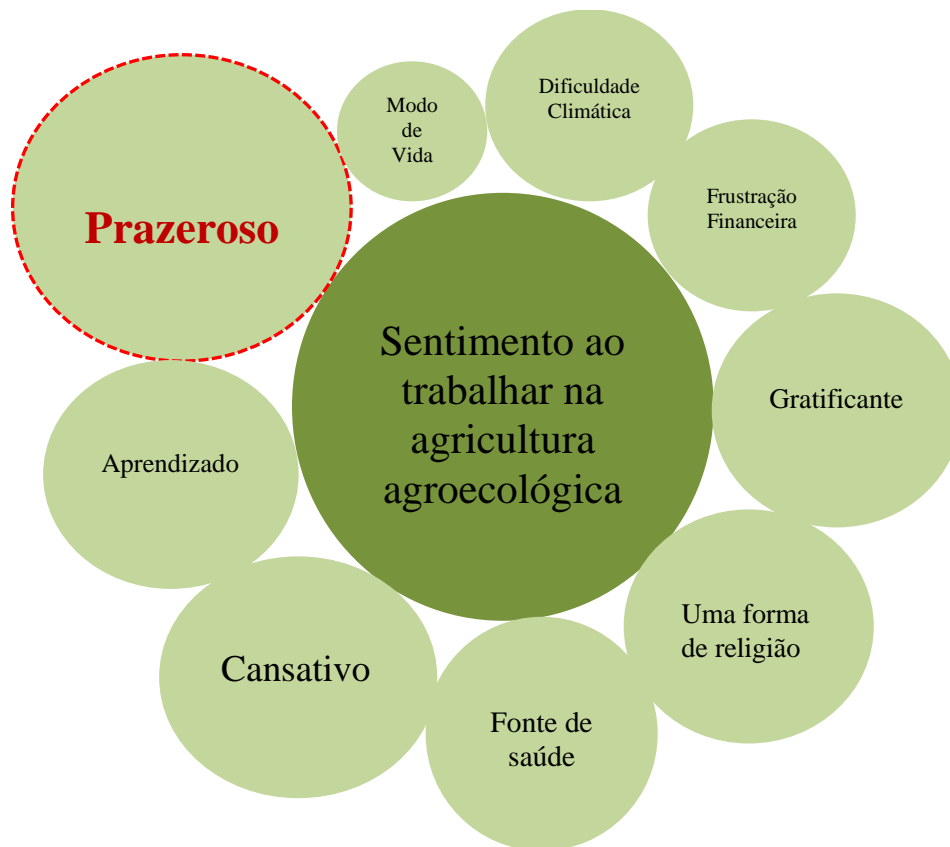 Dificuldade
Climática
Modo
de
Vida
Frustração
Financeira
Prazeroso
Sentimento ao
trabalhar na
agricultura
agroecológica
Gratificante
Aprendizado
Uma forma
de religião
Cansativo
Fonte de
saúde